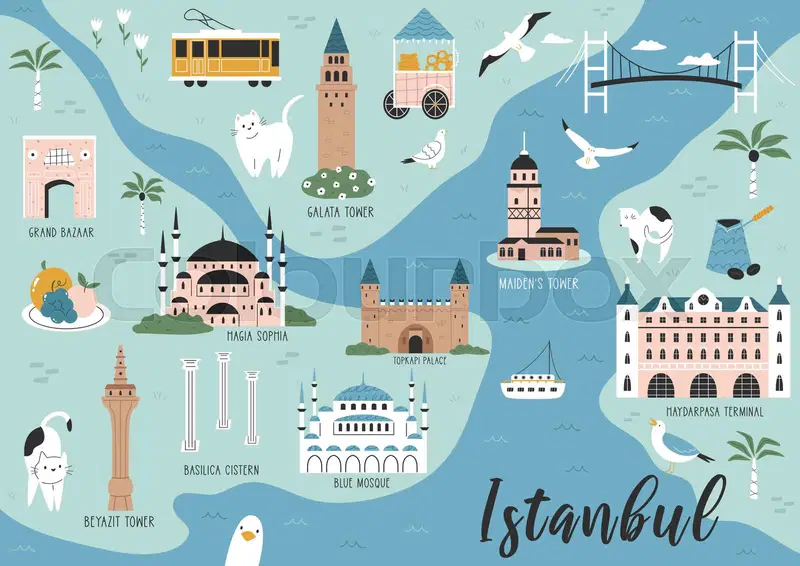 GALATA TOWER
GRAND BAZAAR
MAIDEN'S TOWER
HAGIA SOPHIA
TOPKAPI PALACE
HAYDARPASA TERMINAL
BASILICA CISTERN
BLUE MOSQUE
BEYAZIT TOWER
Istanbul
Colourbox